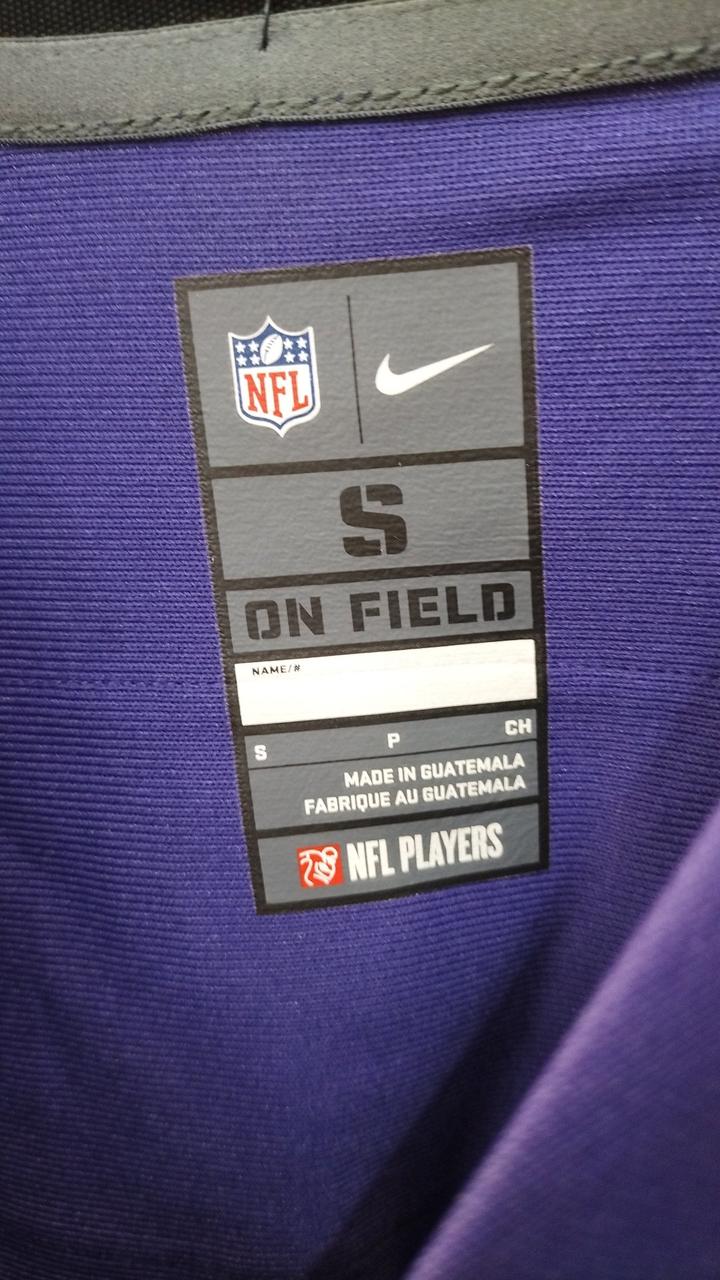 NFL
S
ON FIELD
NAME/#
S P CH
MADE IN GUATEMALA
FABRIQUE AU GUATEMALA
NFL PLAYERS